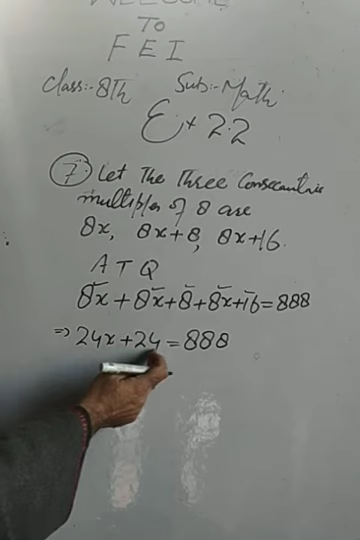 WELCOME
TO
FEI
Class:- 8Th Sub:- Math
Ex 2.2
7 Let The Three Consecutive
multiples of 8 are
8x, 8x+8, 8x+16.
A T Q
8x + 8x + 8 + 8x + 16 = 888
⇒ 24x + 24 = 888